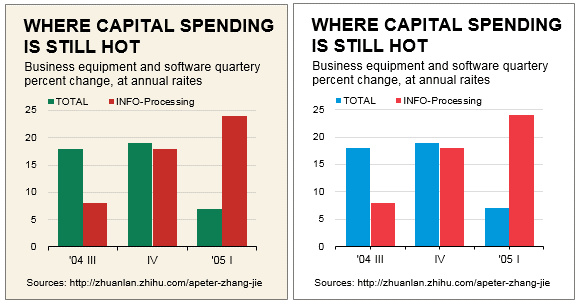 WHERE CAPITAL SPENDING
IS STILL HOT
Business equipment and software quartery
percent change, at annual raites
TOTAL INFO-Processing
25
20
15
10
5
0
'04 III IV '05 I
Sources: http://zhuanlan.zhihu.com/apeter-zhang-jie
WHERE CAPITAL SPENDING
IS STILL HOT
Business equipment and software quartery
percent change, at annual raites
TOTAL INFO-Processing
25
20
15
10
5
0
'04 III IV '05 I
Sources: http://zhuanlan.zhihu.com/apeter-zhang-jie